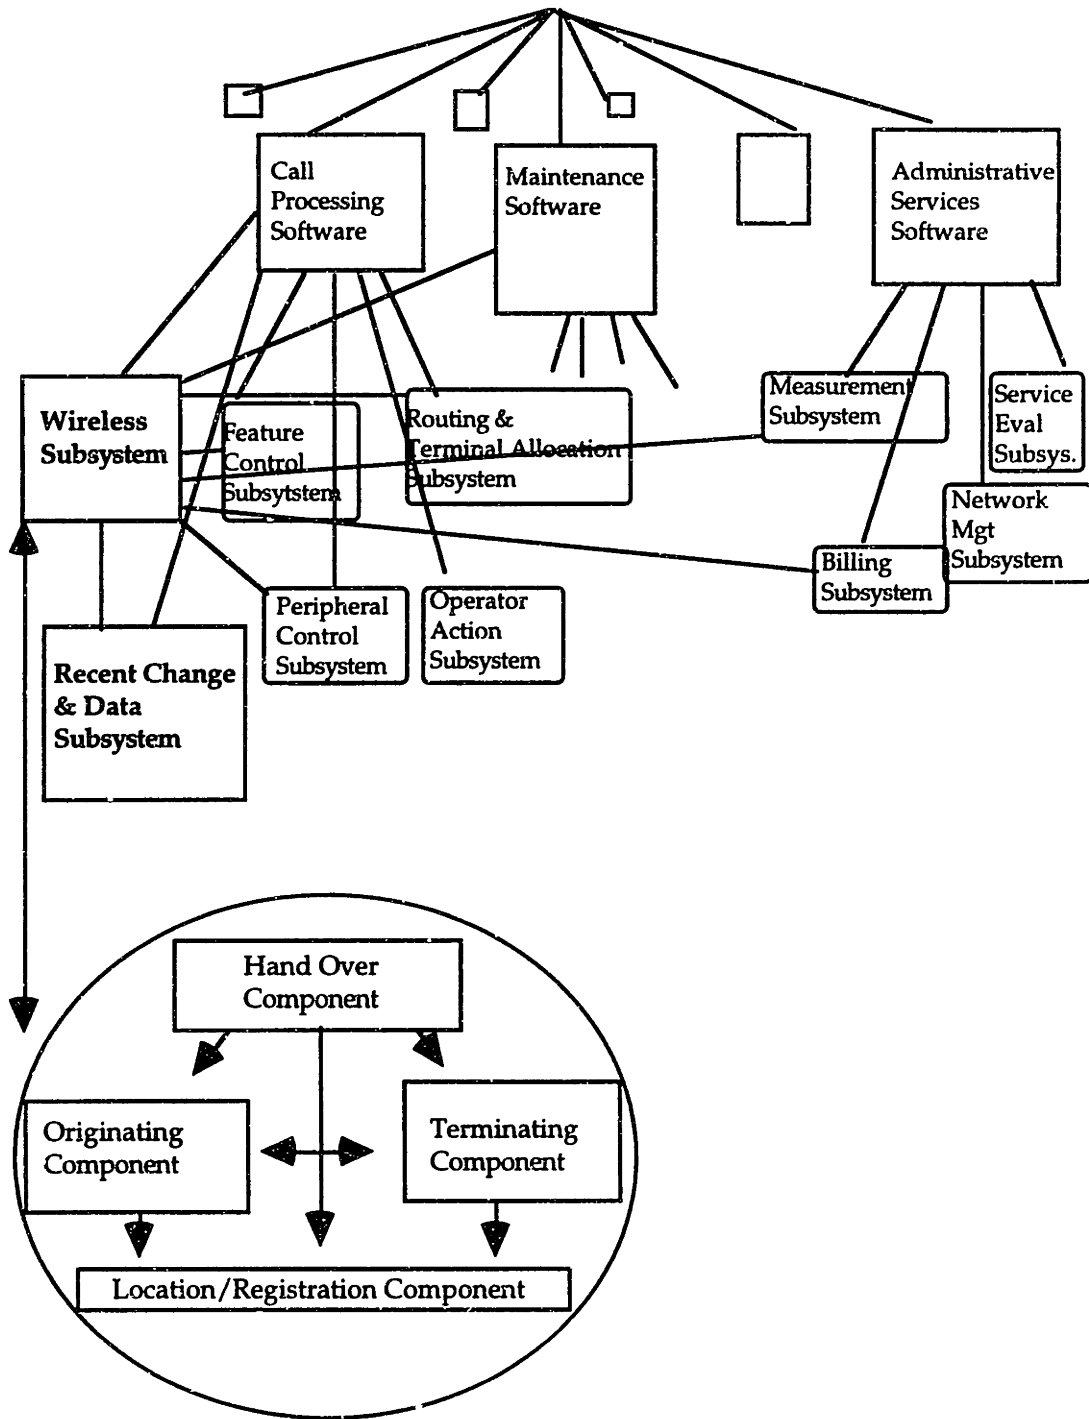 Call
Processing
Software
Maintenance
Software
Administrative
Services
Software
Wireless
Subsystem
Feature
Control
Subsytstem
Routing &
Terminal Allocation
Subsystem
Measurement
Subsystem
Service
Eval
Subsys.
Network
Mgt
Subsystem
Billing
Subsystem
Peripheral
Control
Subsystem
Operator
Action
Subsystem
Recent Change
& Data
Subsystem
Hand Over
Component
Originating
Component
Terminating
Component
Location/Registration Component